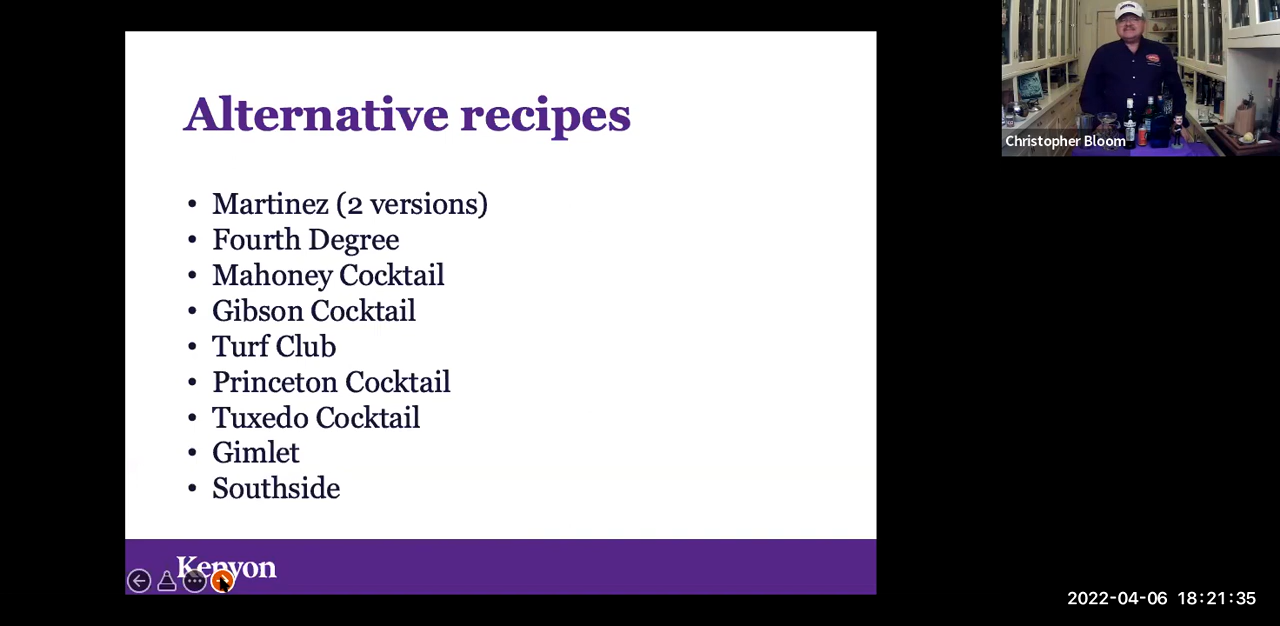 Alternative recipes
• Martinez (2 versions)
• Fourth Degree
• Mahoney Cocktail
• Gibson Cocktail
• Turf Club
• Princeton Cocktail
• Tuxedo Cocktail
• Gimlet
• Southside
Kenyon
Christopher Bloom
2022-04-06 18:21:35